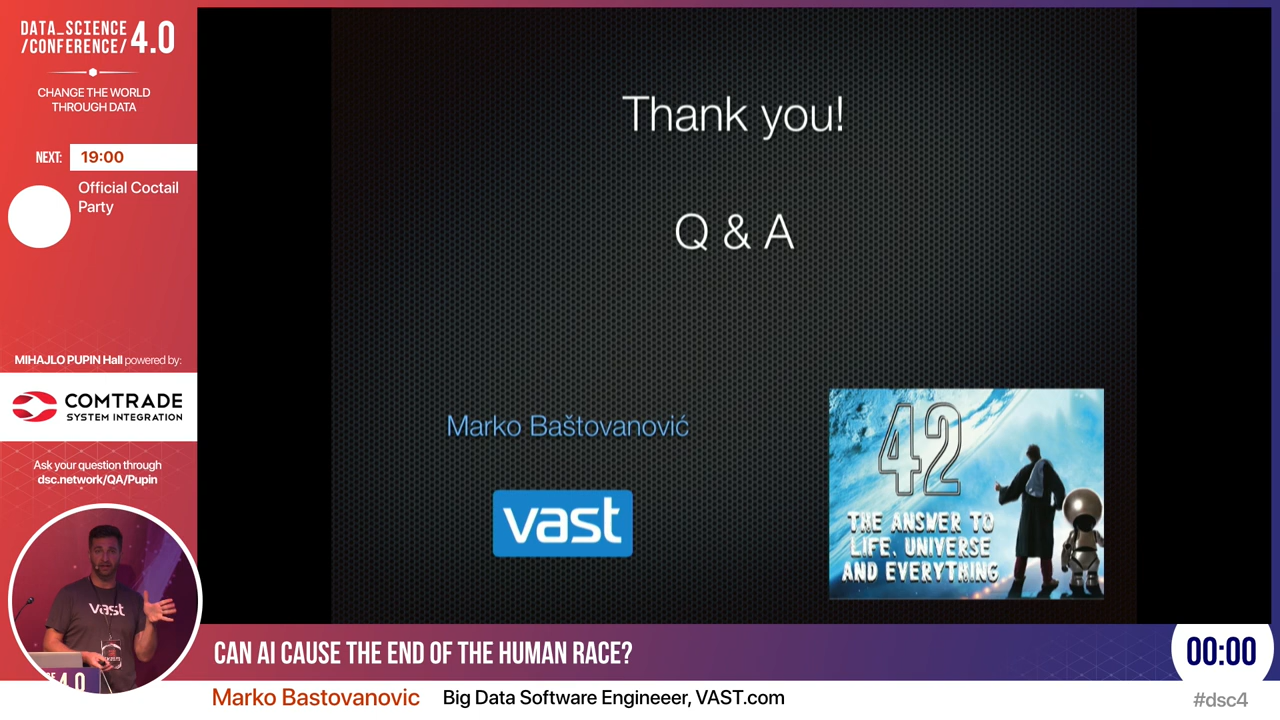 DATA_SCIENCE
/CONFERENCE/ 4.0
CHANGE THE WORLD
THROUGH DATA
NEXT: 19:00
Official Coctail
Party
MIHAJLO PUPIN Hall powered by:
COMTRADE
SYSTEM INTEGRATION
Ask your question through
dsc.network/QA/Pupin
vast
4.0
Thank you!
Q & A
Marko Baštovanović
vast
42
THE ANSWER TO
LIFE, UNIVERSE
AND EVERYTHING
CAN AI CAUSE THE END OF THE HUMAN RACE?
00:00
Marko Bastovanovic Big Data Software Engineeer, VAST.com
#dsc4